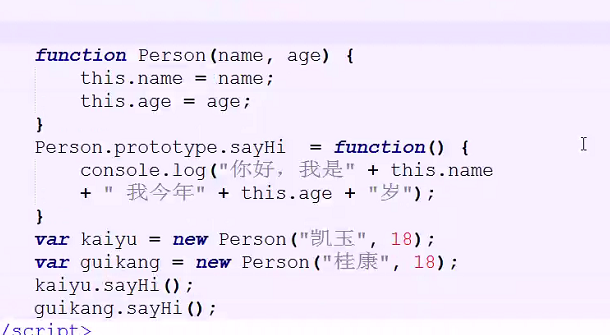 function Person(name, age) {
this.name = name;
this.age = age;
}
Person.prototype.sayHi  = function() {
console.log("你好，我是" + this.name
+ " 我今年" + this.age + "岁");
}
var kaiyu = new Person("凯玉", 18);
var guikang = new Person("桂康", 18);
kaiyu.sayHi();
guikang.sayHi();
/script>